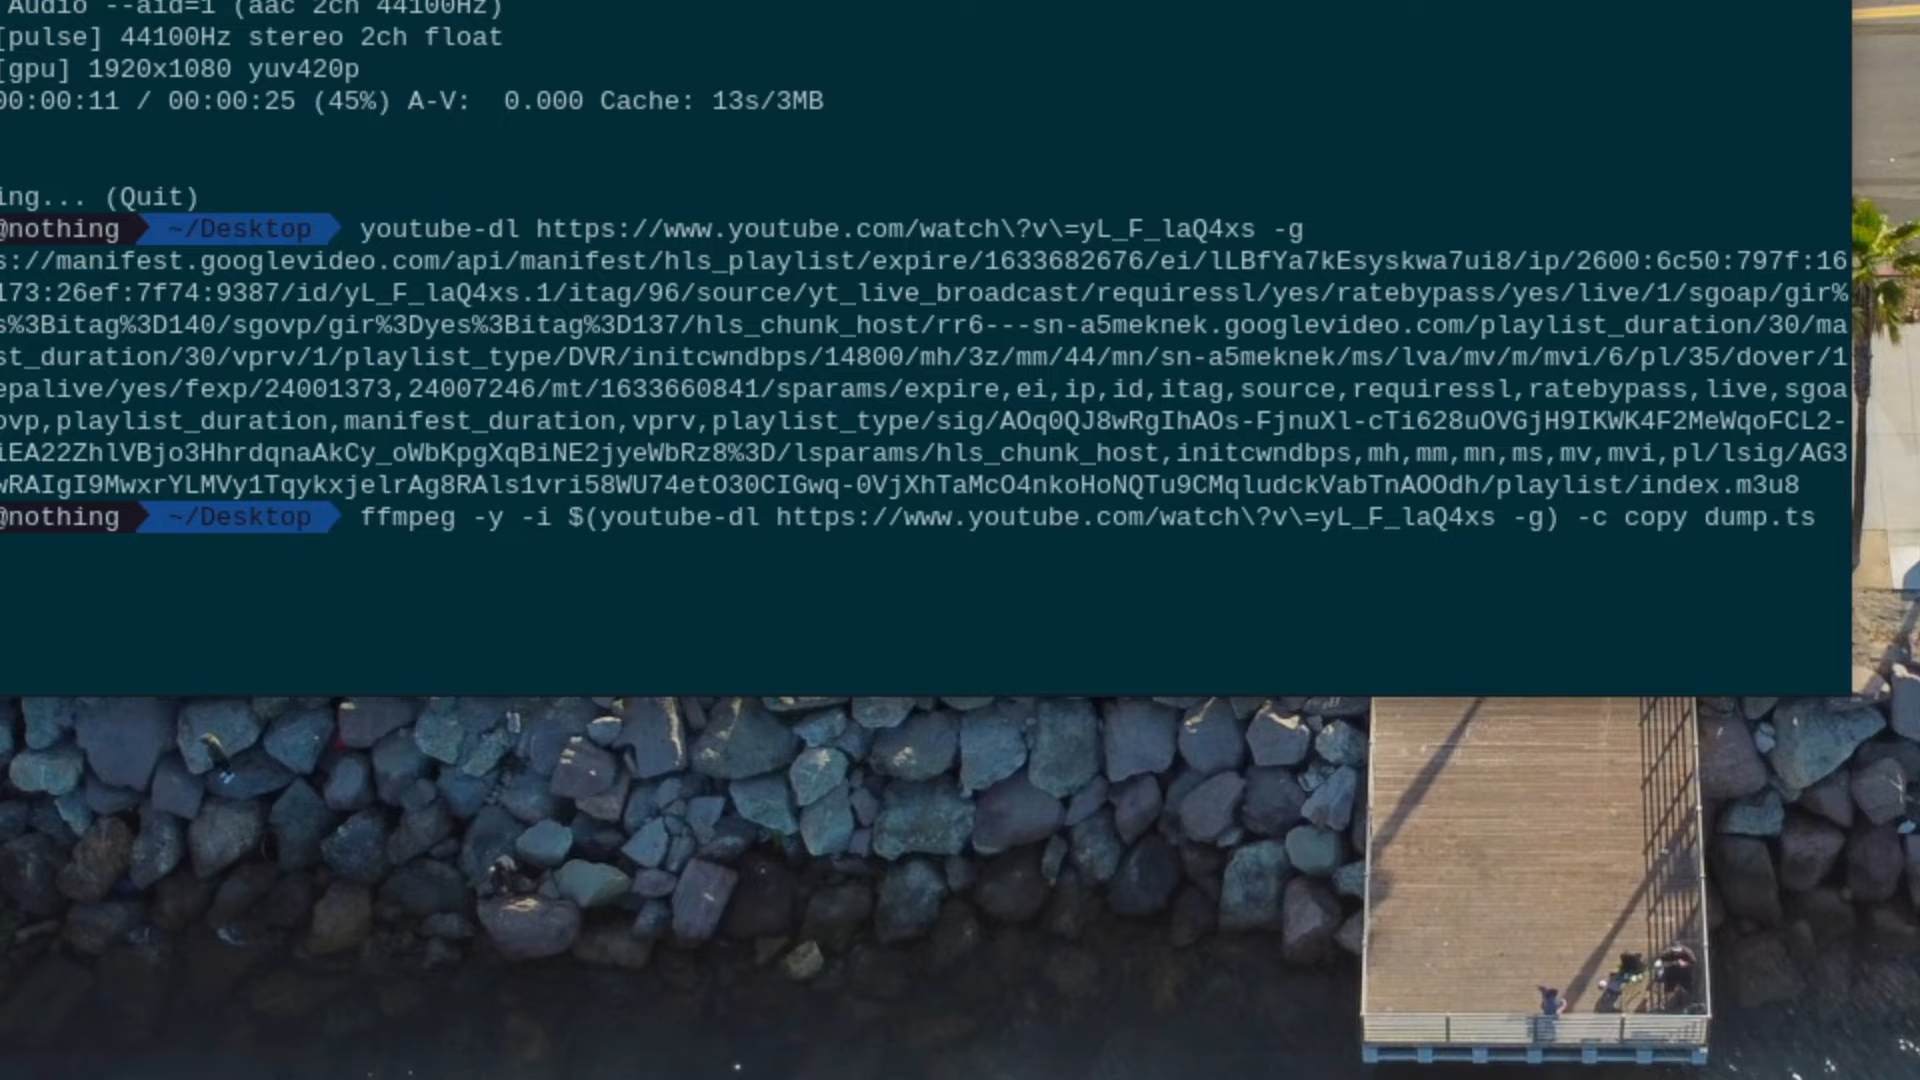 Audio --aid=1 (aac 2ch 44100Hz)
[pulse] 44100Hz stereo 2ch float
[gpu] 1920x1080 yuv420p
00:00:11 / 00:00:25 (45%) A-V:  0.000 Cache: 13s/3MB
ing... (Quit)
@nothing ~/Desktop youtube-dl https://www.youtube.com/watch\?v\=yL_F_laQ4xs -g
s://manifest.googlevideo.com/api/manifest/hls_playlist/expire/1633682676/ei/lLBfYa7kEsyskwa7ui8/ip/2600:6c50:797f:16
173:26ef:7f74:9387/id/yL_F_laQ4xs.1/itag/96/source/yt_live_broadcast/requiressl/yes/ratebypass/yes/live/1/sgoap/gir%
s%3Bitag%3D140/sgovp/gir%3Dyes%3Bitag%3D137/hls_chunk_host/rr6---sn-a5meknek.googlevideo.com/playlist_duration/30/ma
st_duration/30/vprv/1/playlist_type/DVR/initcwndbps/14800/mh/3z/mm/44/mn/sn-a5meknek/ms/lva/mv/m/mvi/6/pl/35/dover/1
epalive/yes/fexp/24001373,24007246/mt/1633660841/sparams/expire,ei,ip,id,itag,source,requiressl,ratebypass,live,sgoa
ovp,playlist_duration,manifest_duration,vprv,playlist_type/sig/AOq0QJ8wRgIhAOs-FjnuXl-cTi628uOVGjH9IKWK4F2MeWqoFCL2-
iEA22ZhlVBjo3HhrdqnaAkCy_oWbKpgXqBiNE2jyeWbRz8%3D/lsparams/hls_chunk_host,initcwndbps,mh,mm,mn,ms,mv,mvi,pl/lsig/AG3
wRAIgI9MwxrYLMVy1TqykxjelrAg8RAls1vri58WU74etO30CIGwq-0VjXhTaMcO4nkoHoNQTu9CMqludckVabTnAOOdh/playlist/index.m3u8
@nothing ~/Desktop ffmpeg -y -i $(youtube-dl https://www.youtube.com/watch\?v\=yL_F_laQ4xs -g) -c copy dump.ts